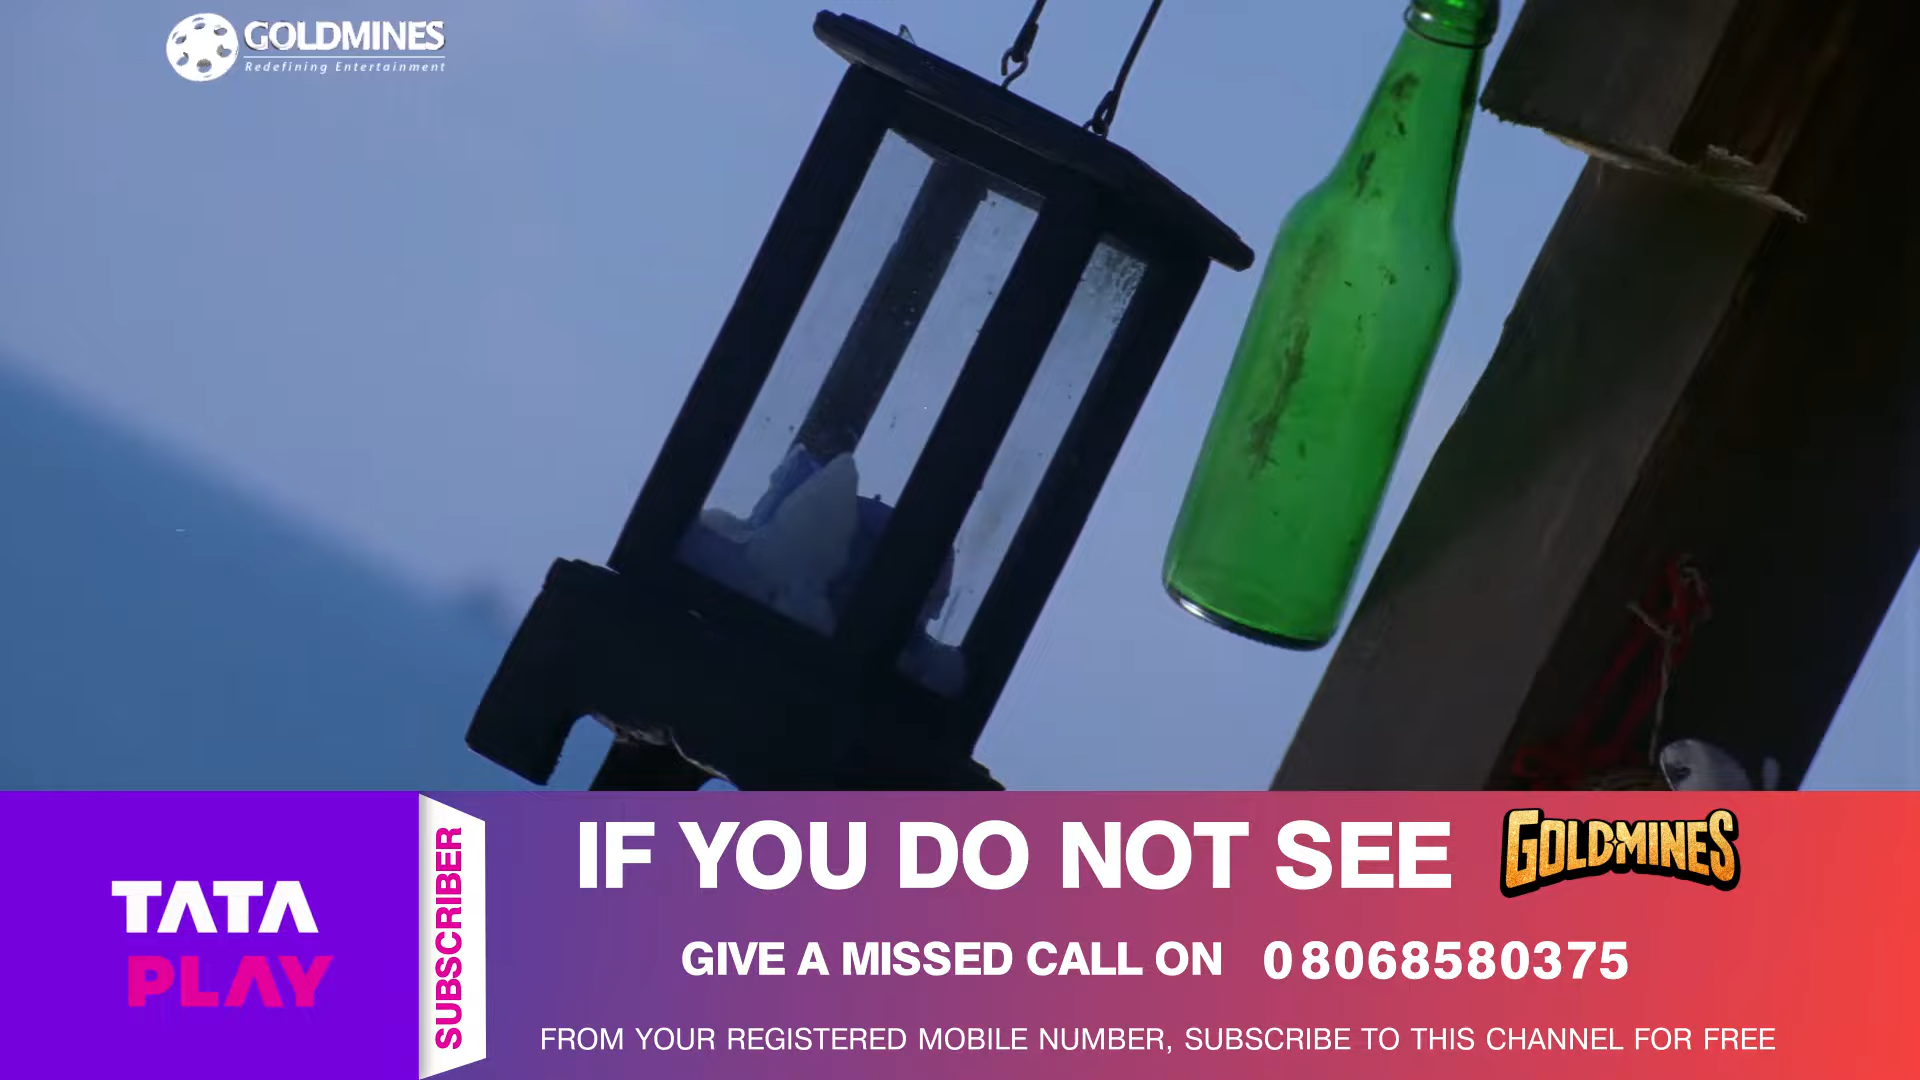 GOLDMINES
Redefining Entertainment
TATA
PLAY
SUBSCRIBER
IF YOU DO NOT SEE GOLDMINES
GIVE A MISSED CALL ON 08068580375
FROM YOUR REGISTERED MOBILE NUMBER, SUBSCRIBE TO THIS CHANNEL FOR FREE